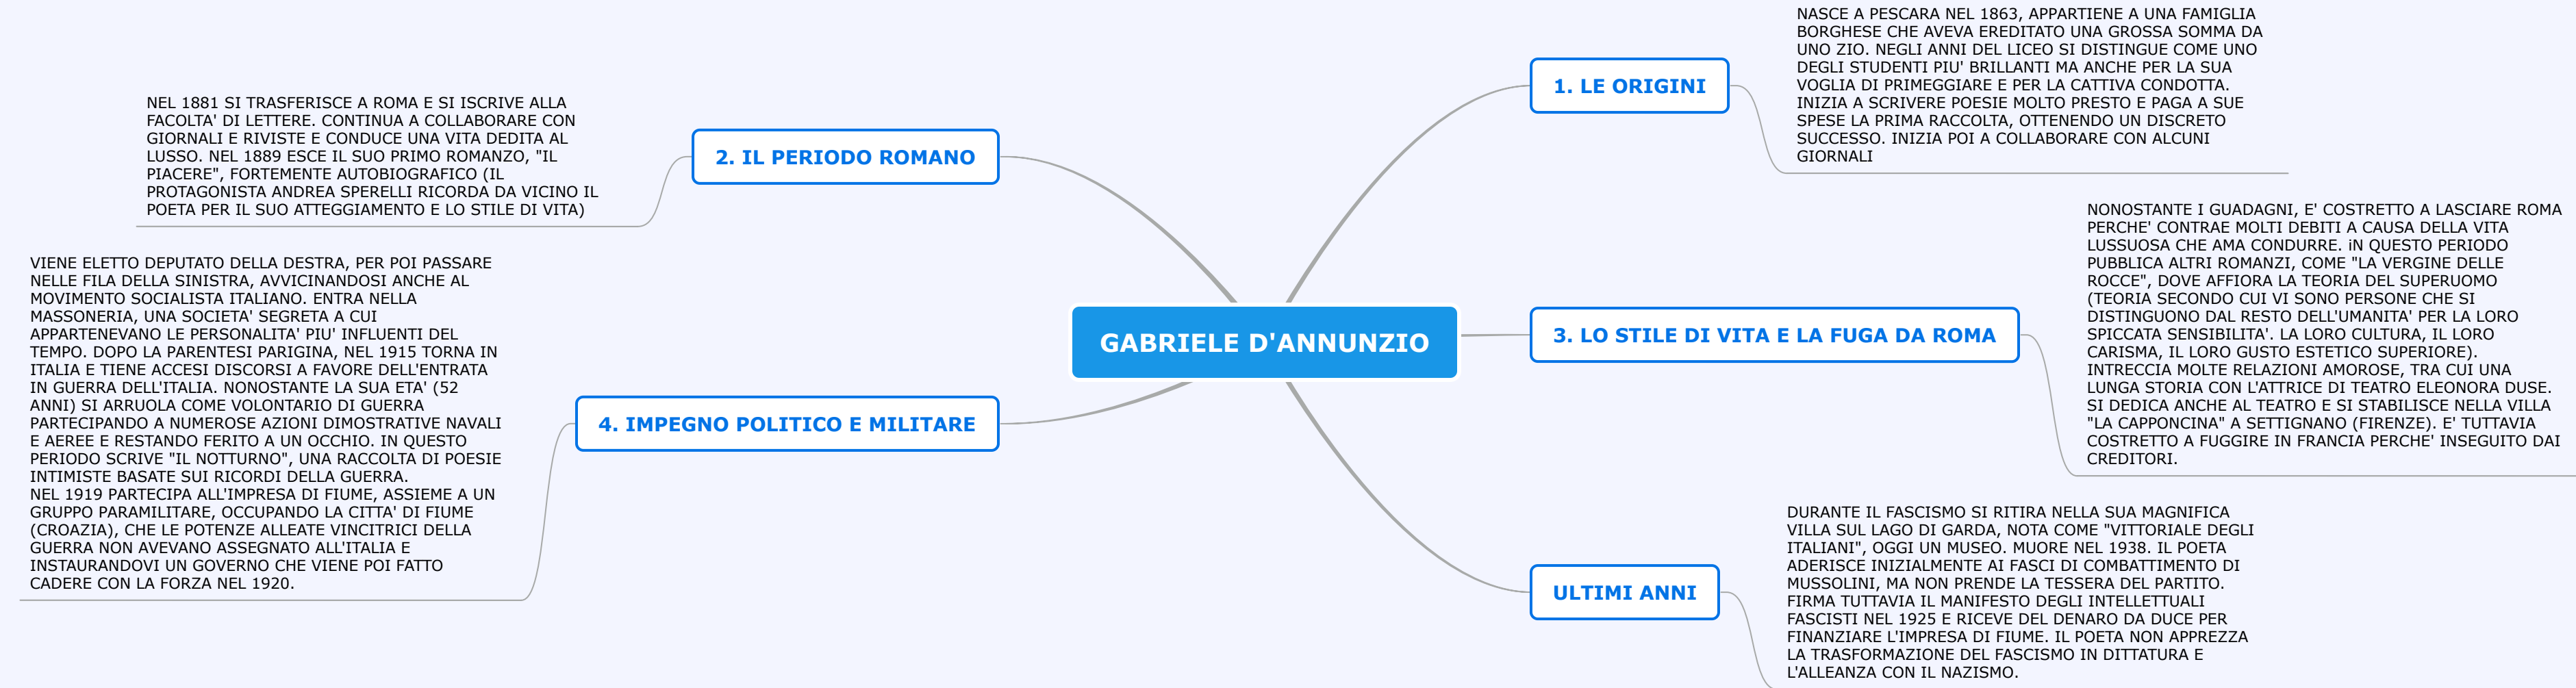 GABRIELE D'ANNUNZIO
1. LE ORIGINI
NASCE A PESCARA NEL 1863, APPARTIENE A UNA FAMIGLIA
BORGHESE CHE AVEVA EREDITATO UNA GROSSA SOMMA DA
UNO ZIO. NEGLI ANNI DEL LICEO SI DISTINGUE COME UNO
DEGLI STUDENTI PIU' BRILLANTI MA ANCHE PER LA SUA
VOGLIA DI PRIMEGGIARE E PER LA CATTIVA CONDOTTA.
INIZIA A SCRIVERE POESIE MOLTO PRESTO E PAGA A SUE
SPESE LA PRIMA RACCOLTA, OTTENENDO UN DISCRETO
SUCCESSO. INIZIA POI A COLLABORARE CON ALCUNI
GIORNALI
2. IL PERIODO ROMANO
NEL 1881 SI TRASFERISCE A ROMA E SI ISCRIVE ALLA
FACOLTA' DI LETTERE. CONTINUA A COLLABORARE CON
GIORNALI E RIVISTE E CONDUCE UNA VITA DEDITA AL
LUSSO. NEL 1889 ESCE IL SUO PRIMO ROMANZO, "IL
PIACERE", FORTEMENTE AUTOBIOGRAFICO (IL
PROTAGONISTA ANDREA SPERELLI RICORDA DA VICINO IL
POETA PER IL SUO ATTEGGIAMENTO E LO STILE DI VITA)
3. LO STILE DI VITA E LA FUGA DA ROMA
NONOSTANTE I GUADAGNI, E' COSTRETTO A LASCIARE ROMA
PERCHE' CONTRAE MOLTI DEBITI A CAUSA DELLA VITA
LUSSUOSA CHE AMA CONDURRE. iN QUESTO PERIODO
PUBBLICA ALTRI ROMANZI, COME "LA VERGINE DELLE
ROCCE", DOVE AFFIORA LA TEORIA DEL SUPERUOMO
(TEORIA SECONDO CUI VI SONO PERSONE CHE SI
DISTINGUONO DAL RESTO DELL'UMANITA' PER LA LORO
SPICCATA SENSIBILITA'. LA LORO CULTURA, IL LORO
CARISMA, IL LORO GUSTO ESTETICO SUPERIORE).
INTRECCIA MOLTE RELAZIONI AMOROSE, TRA CUI UNA
LUNGA STORIA CON L'ATTRICE DI TEATRO ELEONORA DUSE.
SI DEDICA ANCHE AL TEATRO E SI STABILISCE NELLA VILLA
"LA CAPPONCINA" A SETTIGNANO (FIRENZE). E' TUTTAVIA
COSTRETTO A FUGGIRE IN FRANCIA PERCHE' INSEGUITO DAI
CREDITORI.
4. IMPEGNO POLITICO E MILITARE
VIENE ELETTO DEPUTATO DELLA DESTRA, PER POI PASSARE
NELLE FILA DELLA SINISTRA, AVVICINANDOSI ANCHE AL
MOVIMENTO SOCIALISTA ITALIANO. ENTRA NELLA
MASSONERIA, UNA SOCIETA' SEGRETA A CUI
APPARTENEVANO LE PERSONALITA' PIU' INFLUENTI DEL
TEMPO. DOPO LA PARENTESI PARIGINA, NEL 1915 TORNA IN
ITALIA E TIENE ACCESI DISCORSI A FAVORE DELL'ENTRATA
IN GUERRA DELL'ITALIA. NONOSTANTE LA SUA ETA' (52
ANNI) SI ARRUOLA COME VOLONTARIO DI GUERRA
PARTECIPANDO A NUMEROSE AZIONI DIMOSTRATIVE NAVALI
E AEREE E RESTANDO FERITO A UN OCCHIO. IN QUESTO
PERIODO SCRIVE "IL NOTTURNO", UNA RACCOLTA DI POESIE
INTIMISTE BASATE SUI RICORDI DELLA GUERRA.
NEL 1919 PARTECIPA ALL'IMPRESA DI FIUME, ASSIEME A UN
GRUPPO PARAMILITARE, OCCUPANDO LA CITTA' DI FIUME
(CROAZIA), CHE LE POTENZE ALLEATE VINCITRICI DELLA
GUERRA NON AVEVANO ASSEGNATO ALL'ITALIA E
INSTAURANDOVI UN GOVERNO CHE VIENE POI FATTO
CADERE CON LA FORZA NEL 1920.
ULTIMI ANNI
DURANTE IL FASCISMO SI RITIRA NELLA SUA MAGNIFICA
VILLA SUL LAGO DI GARDA, NOTA COME "VITTORIALE DEGLI
ITALIANI", OGGI UN MUSEO. MUORE NEL 1938. IL POETA
ADERISCE INIZIALMENTE AI FASCI DI COMBATTIMENTO DI
MUSSOLINI, MA NON PRENDE LA TESSERA DEL PARTITO.
FIRMA TUTTAVIA IL MANIFESTO DEGLI INTELLETTUALI
FASCISTI NEL 1925 E RICEVE DEL DENARO DA DUCE PER
FINANZIARE L'IMPRESA DI FIUME. IL POETA NON APPREZZA
LA TRASFORMAZIONE DEL FASCISMO IN DITTATURA E
L'ALLEANZA CON IL NAZISMO.